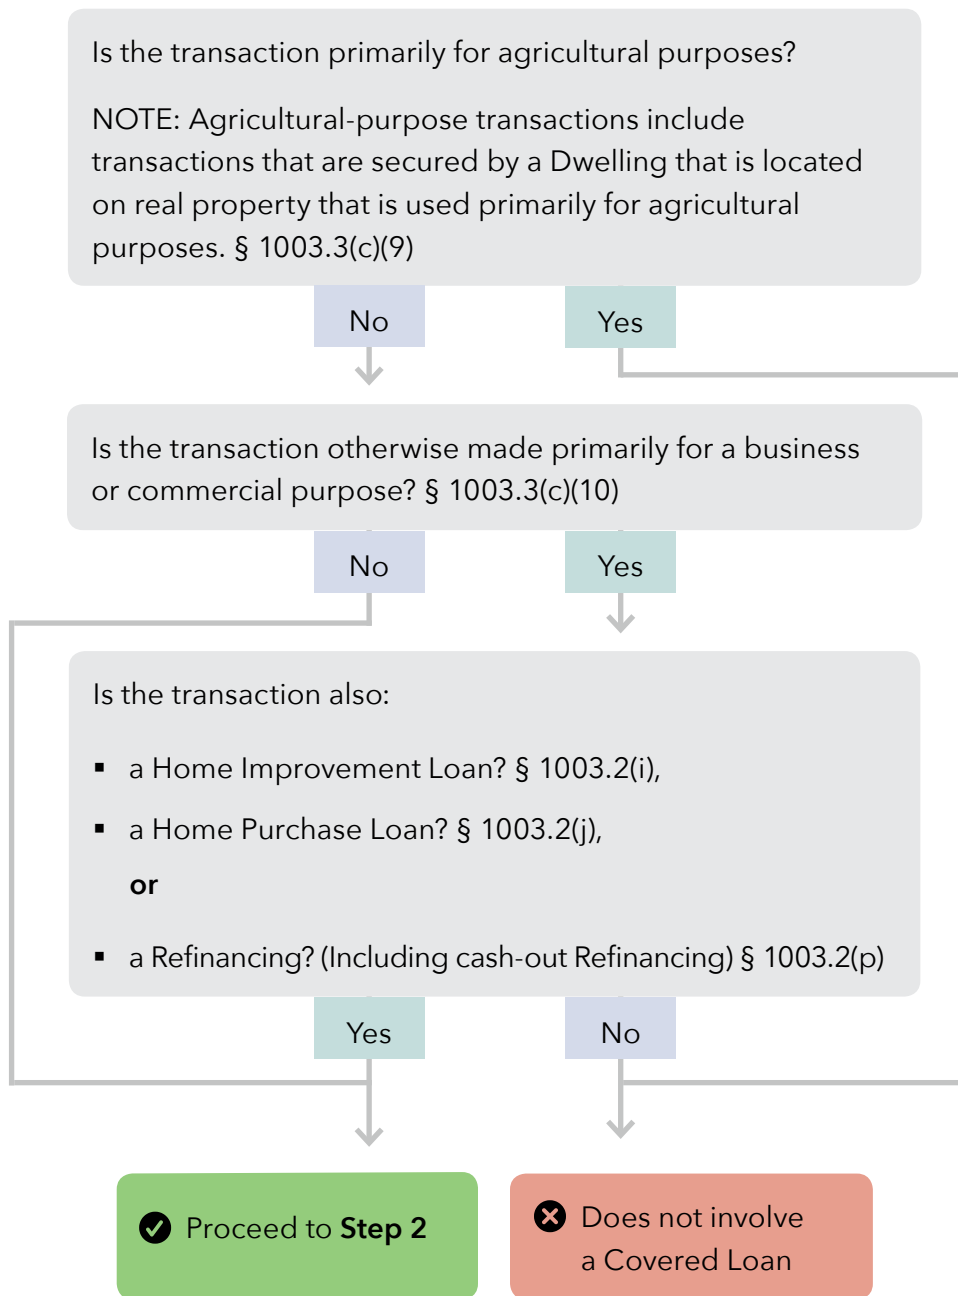 Is the transaction primarily for agricultural purposes?
NOTE: Agricultural-purpose transactions include
transactions that are secured by a Dwelling that is located
on real property that is used primarily for agricultural
purposes. § 1003.3(c)(9)
No
Yes
Is the transaction otherwise made primarily for a business
or commercial purpose? § 1003.3(c)(10)
No
Yes
Is the transaction also:
▪ a Home Improvement Loan? § 1003.2(i),
▪ a Home Purchase Loan? § 1003.2(j),
or
▪ a Refinancing? (Including cash-out Refinancing) § 1003.2(p)
Yes
No
Proceed to Step 2
Does not involve
a Covered Loan